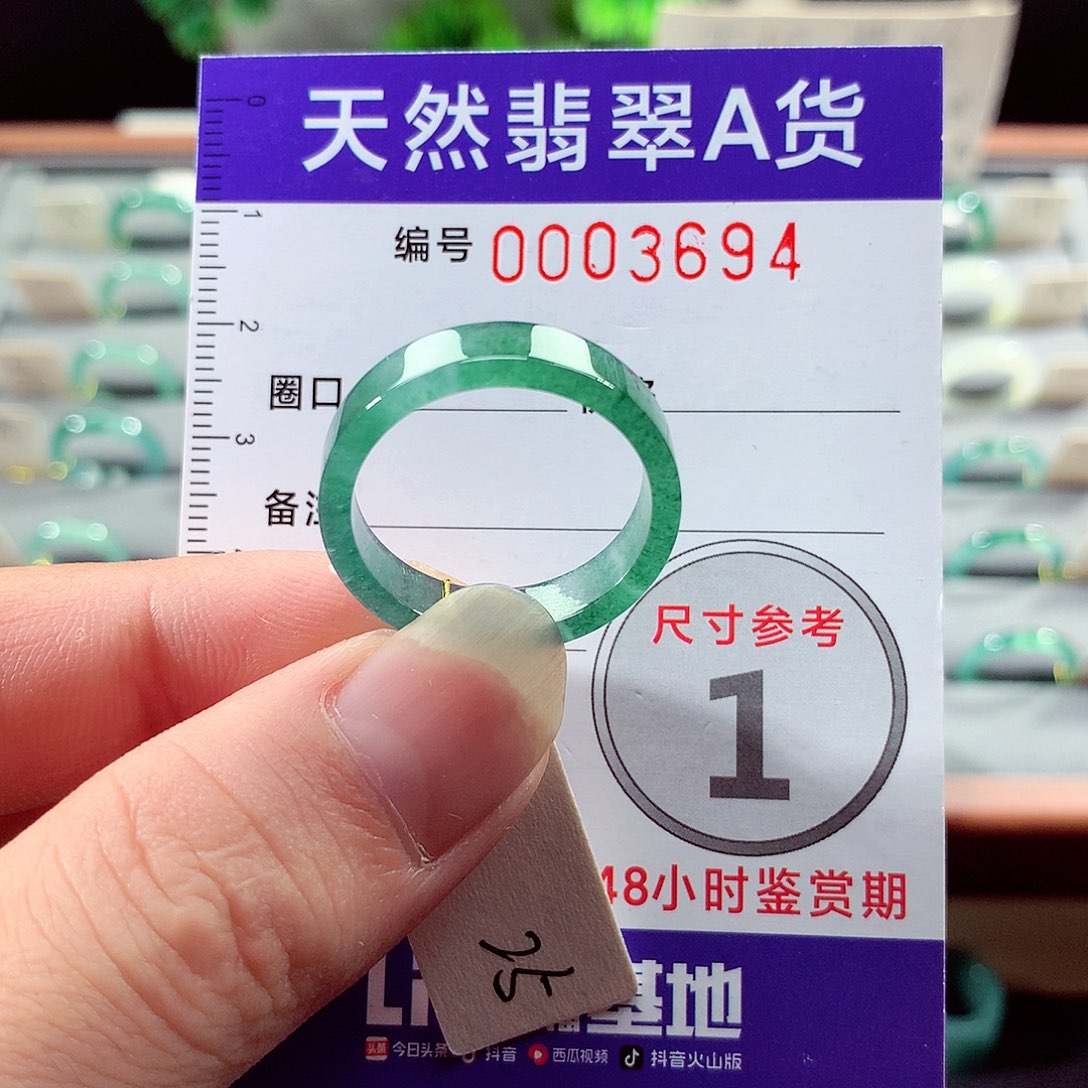 天然翡翠A货
编号 0003694
0
1
2
圈口
3
备注
尺寸参考
1
48小时鉴赏期
基地
今日头条 抖音 西瓜视频 抖音火山版